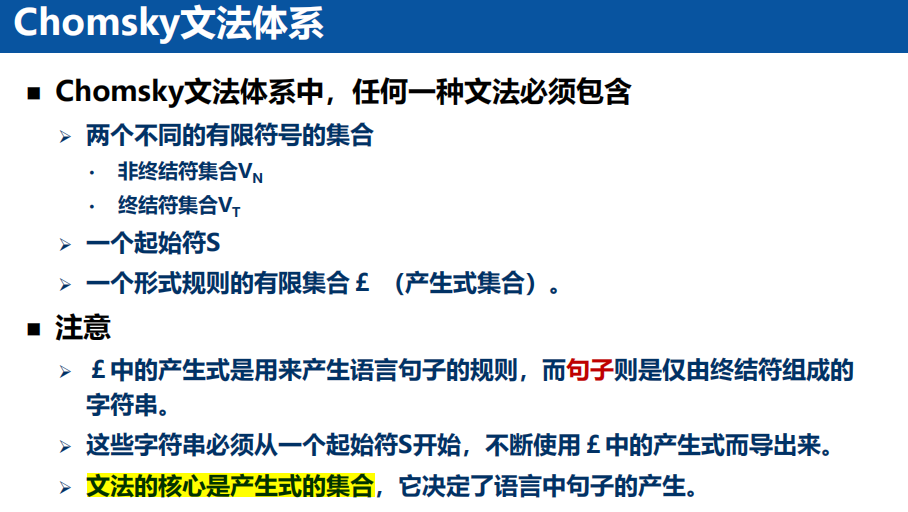 Chomsky文法体系
■ Chomsky文法体系中，任何一种文法必须包含
➢ 两个不同的有限符号的集合
• 非终结符集合VN
• 终结符集合VT
➢ 一个起始符S
➢ 一个形式规则的有限集合￡ （产生式集合）。
■ 注意
➢ ￡中的产生式是用来产生语言句子的规则，而句子则是仅由终结符组成的
字符串。
➢ 这些字符串必须从一个起始符S开始，不断使用￡中的产生式而导出来。
➢ 文法的核心是产生式的集合，它决定了语言中句子的产生。